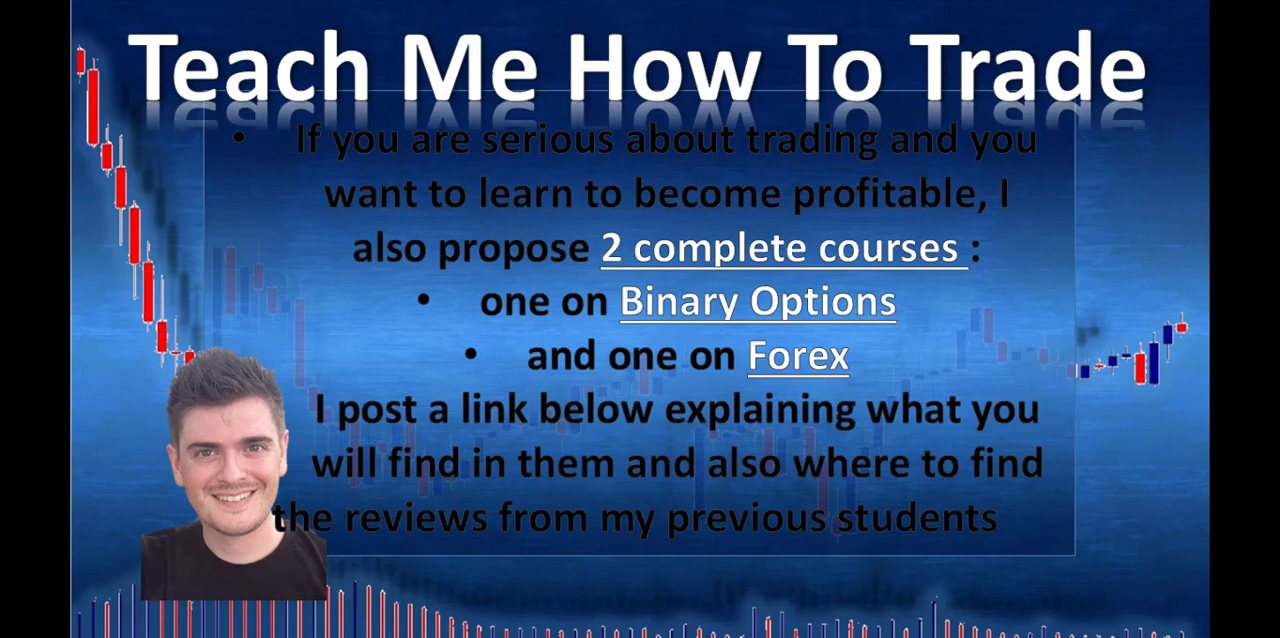 Teach Me How To Trade
• If you are serious about trading and you
want to learn to become profitable, I
also propose 2 complete courses :
• one on Binary Options
• and one on Forex
I post a link below explaining what you
will find in them and also where to find
the reviews from my previous students